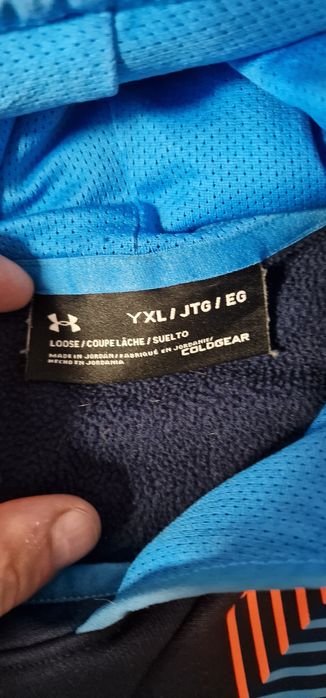 YXL / JTG / EG
LOOSE / COUPE LÂCHE / SUELTO
MADE IN JORDAN / FABRIQUÉ EN JORDANIE /
HECHO EN JORDANIA
COLDGEAR